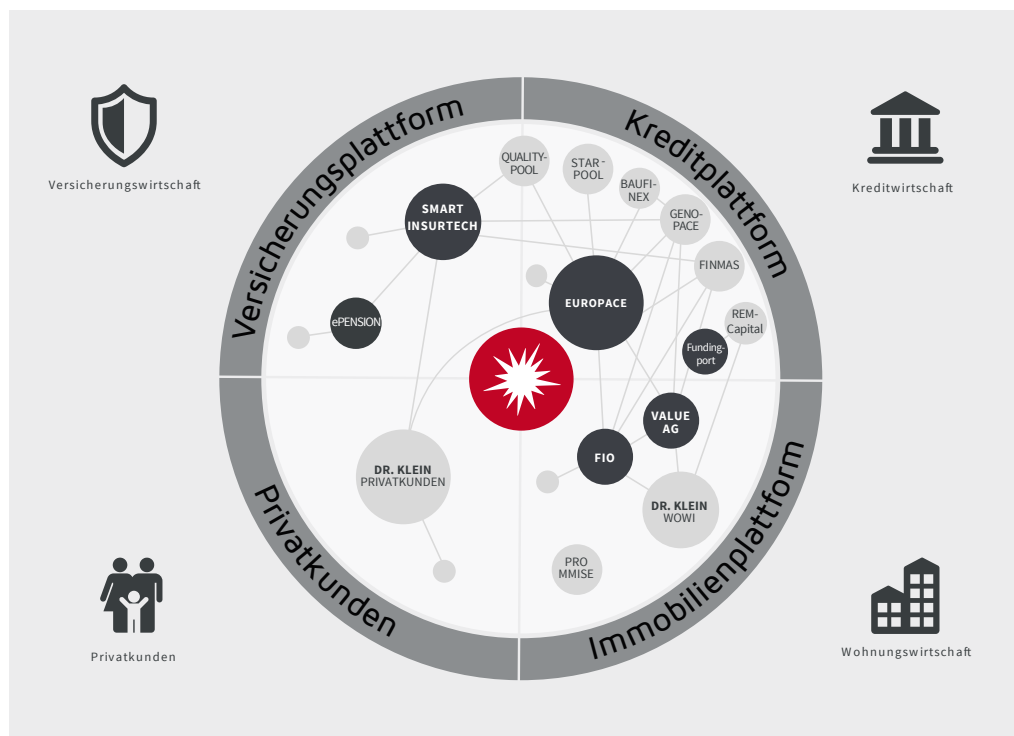 Versicherungsplattform
Kreditplattform
Versicherungswirtschaft
Kreditwirtschaft
QUALITY-
POOL
STAR-
POOL
BAUFI-
NEX
GENO-
PACE
SMART
INSURTECH
FINMAS
EUROPACE
REM-
Capital
ePENSION
Funding-
port
VALUE
AG
FIO
DR. KLEIN
PRIVATKUNDEN
DR. KLEIN
WOWI
PRO
MMISE
Privatkunden
Immobilienplattform
Privatkunden
Wohnungswirtschaft